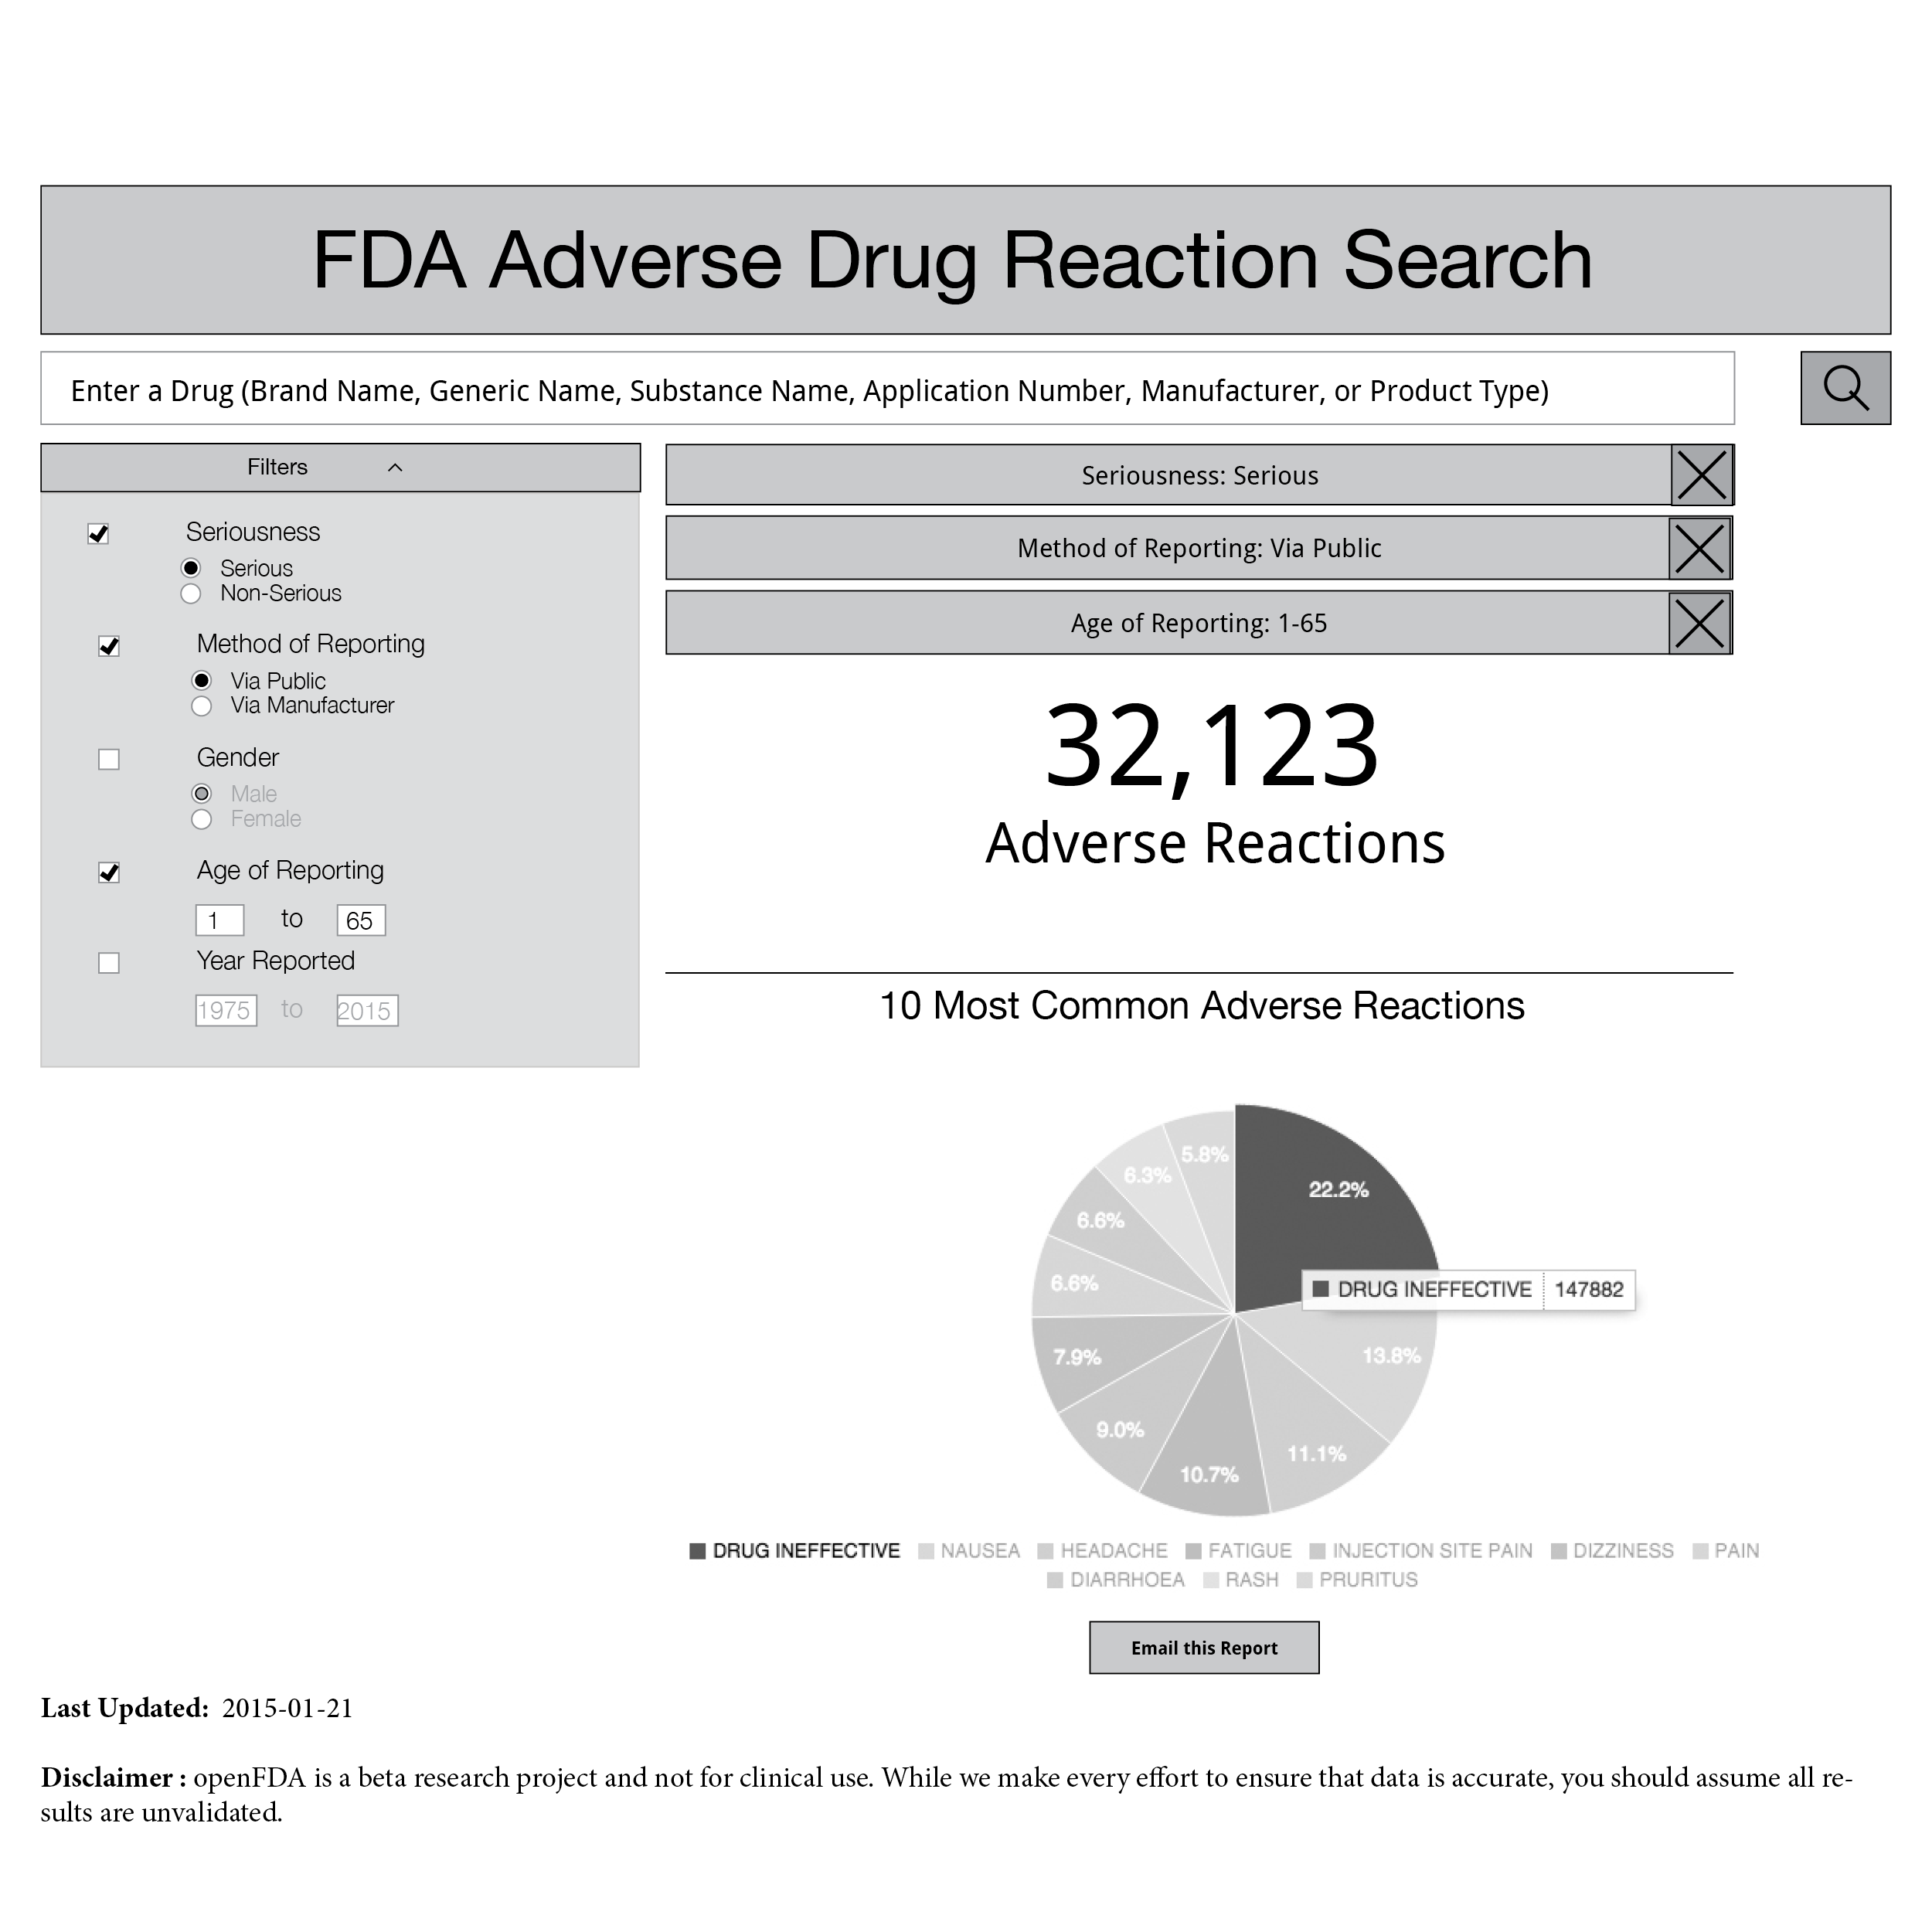 FDA Adverse Drug Reaction Search
Enter a Drug (Brand Name, Generic Name, Substance Name, Application Number, Manufacturer, or Product Type)
Filters
Seriousness
Serious
Non-Serious
Method of Reporting
Via Public
Via Manufacturer
Gender
Male
Female
Age of Reporting
1 to 65
Year Reported
1975 to 2015
Seriousness: Serious
Method of Reporting: Via Public
Age of Reporting: 1-65
32,123
Adverse Reactions
10 Most Common Adverse Reactions
5.8%
22.2%
6.3%
6.6%
6.6%
DRUG INEFFECTIVE 147882
13.8%
7.9%
9.0%
11.1%
10.7%
DRUG INEFFECTIVE NAUSEA HEADACHE FATIGUE INJECTION SITE PAIN DIZZINESS PAIN
DIARRHOEA RASH PRURITUS
Email this Report
Last Updated: 2015-01-21
Disclaimer : openFDA is a beta research project and not for clinical use. While we make every effort to ensure that data is accurate, you should assume all re-
sults are unvalidated.